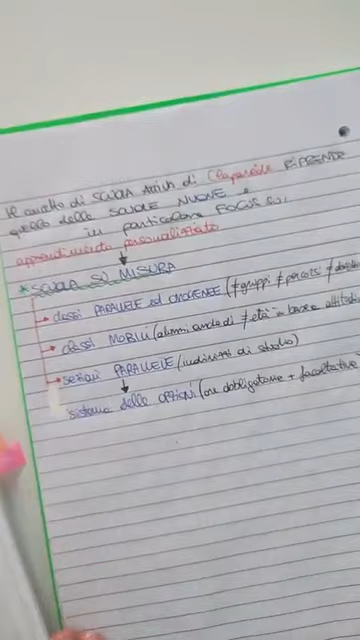 Il concetto di SCUOLA Attiva di Claparède RIPRENDE
quello delle SCUOLE NUOVE e
in particolare FOCUS su:
apprendimento personalizzato
* SCUOLA SU MISURA
→ classi PARALLELE ed OMOGENEE (≠ gruppi ≠ percorsi ≠
→ classi MOBILI (alunni anche di ≠ età in base attitudi
→ sezioni PARALLELE (indirizzi di studio)
sistema delle OPZIONI (ore obbligatorie + facoltative